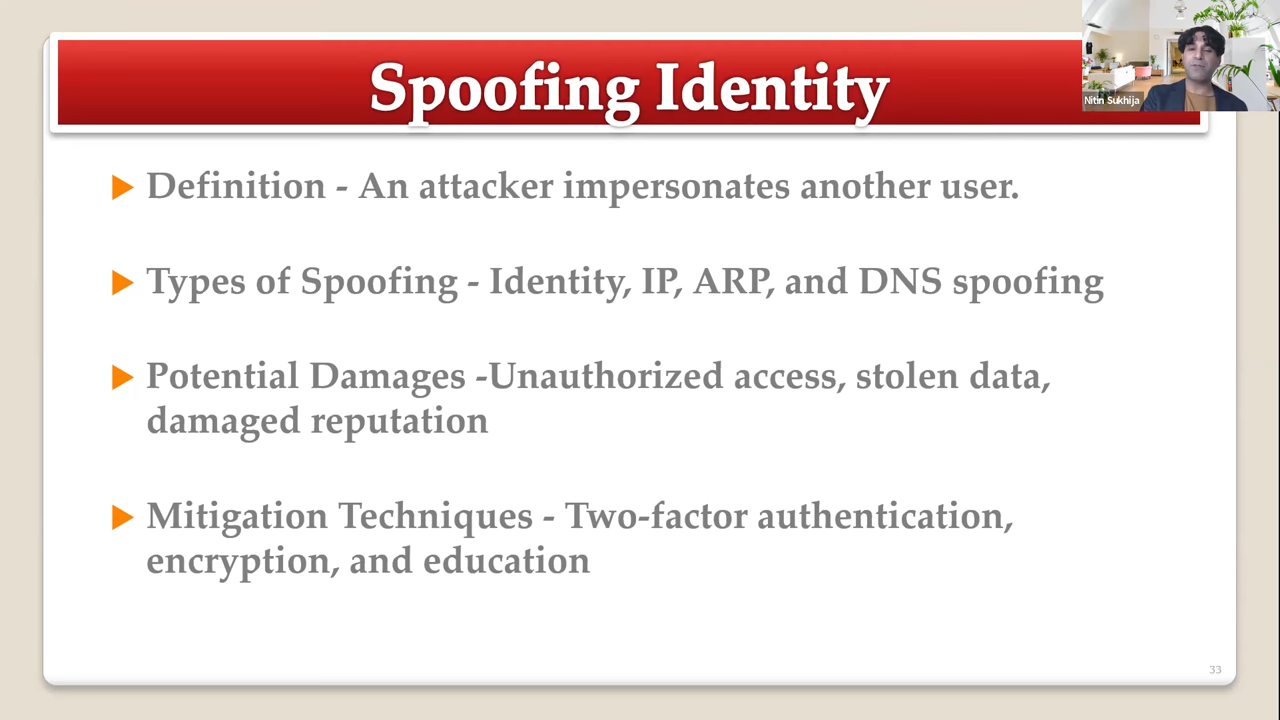 Spoofing Identity
Nitin Sukhija
Definition - An attacker impersonates another user.
Types of Spoofing - Identity, IP, ARP, and DNS spoofing
Potential Damages -Unauthorized access, stolen data,
damaged reputation
Mitigation Techniques - Two-factor authentication,
encryption, and education
33